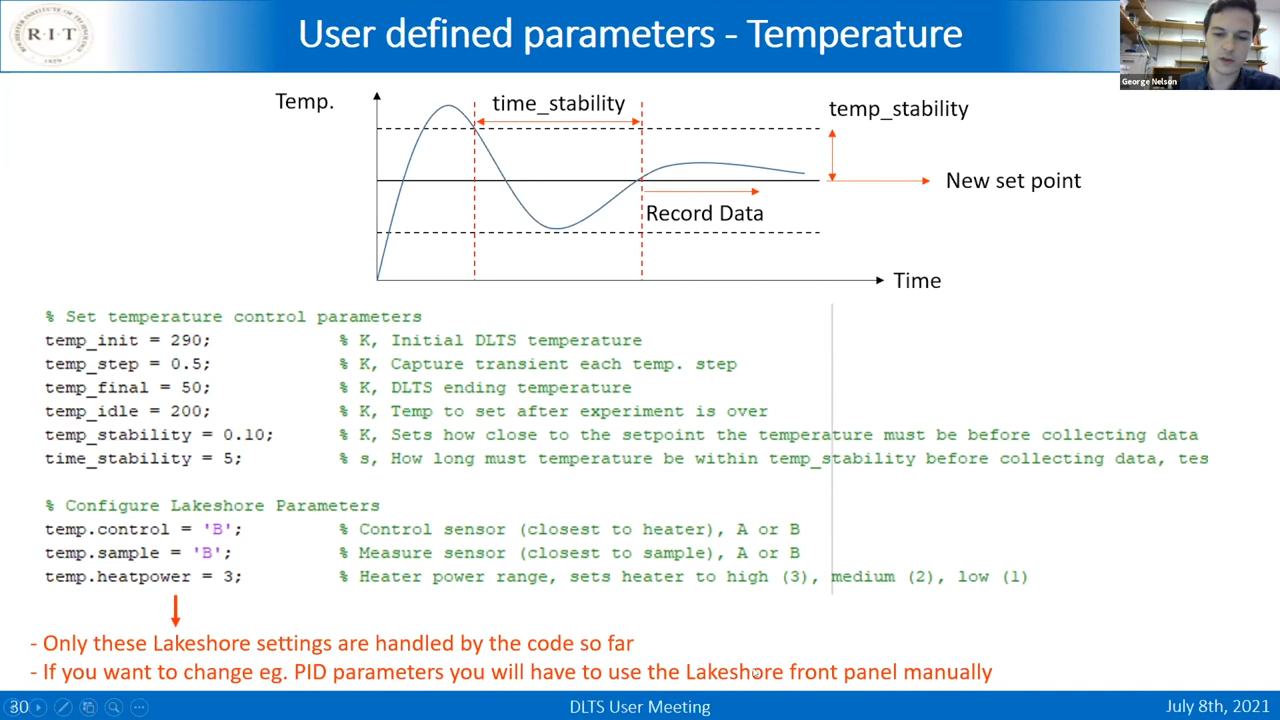 R·I·T
User defined parameters - Temperature
George Nelson
Temp.
time_stability
temp_stability
New set point
Record Data
Time
% Set temperature control parameters
temp_init = 290; % K, Initial DLTS temperature
temp_step = 0.5; % K, Capture transient each temp. step
temp_final = 50; % K, DLTS ending temperature
temp_idle = 200; % K, Temp to set after experiment is over
temp_stability = 0.10; % K, Sets how close to the setpoint the temperature must be before collecting data
time_stability = 5; % s, How long must temperature be within temp_stability before collecting data, tes
% Configure Lakeshore Parameters
temp.control = 'B'; % Control sensor (closest to heater), A or B
temp.sample = 'B'; % Measure sensor (closest to sample), A or B
temp.heatpower = 3; % Heater power range, sets heater to high (3), medium (2), low (1)
- Only these Lakeshore settings are handled by the code so far
- If you want to change eg. PID parameters you will have to use the Lakeshore front panel manually
30
DLTS User Meeting
July 8th, 2021